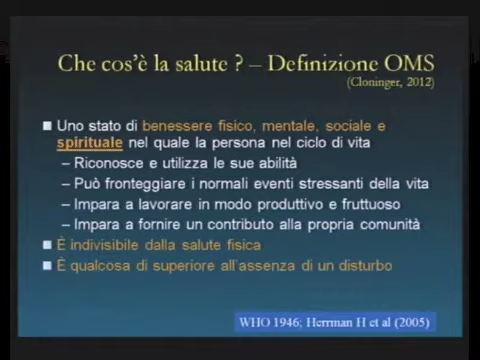 Che cos'è la salute ? – Definizione OMS
(Cloninger, 2012)
■ Uno stato di benessere fisico, mentale, sociale e
spirituale nel quale la persona nel ciclo di vita
– Riconosce e utilizza le sue abilità
– Può fronteggiare i normali eventi stressanti della vita
– Impara a lavorare in modo produttivo e fruttuoso
– Impara a fornire un contributo alla propria comunità
■ È indivisibile dalla salute fisica
■ È qualcosa di superiore all'assenza di un disturbo
WHO 1946; Herrman H et al (2005)